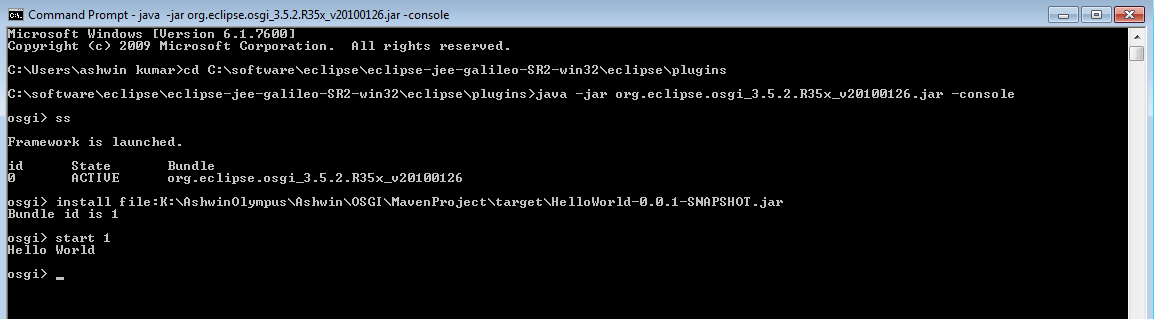 Command Prompt - java -jar org.eclipse.osgi_3.5.2.R35x_v20100126.jar -console
Microsoft Windows [Version 6.1.7600]
Copyright (c) 2009 Microsoft Corporation.  All rights reserved.
C:\Users\ashwin kumar>cd C:\software\eclipse\eclipse-jee-galileo-SR2-win32\eclipse\plugins
C:\software\eclipse\eclipse-jee-galileo-SR2-win32\eclipse\plugins>java -jar org.eclipse.osgi_3.5.2.R35x_v20100126.jar -console
osgi> ss
Framework is launched.
id      State       Bundle
0       ACTIVE      org.eclipse.osgi_3.5.2.R35x_v20100126
osgi> install file:K:\AshwinOlympus\Ashwin\OSGI\MavenProject\target\HelloWorld-0.0.1-SNAPSHOT.jar
Bundle id is 1
osgi> start 1
Hello World
osgi> _